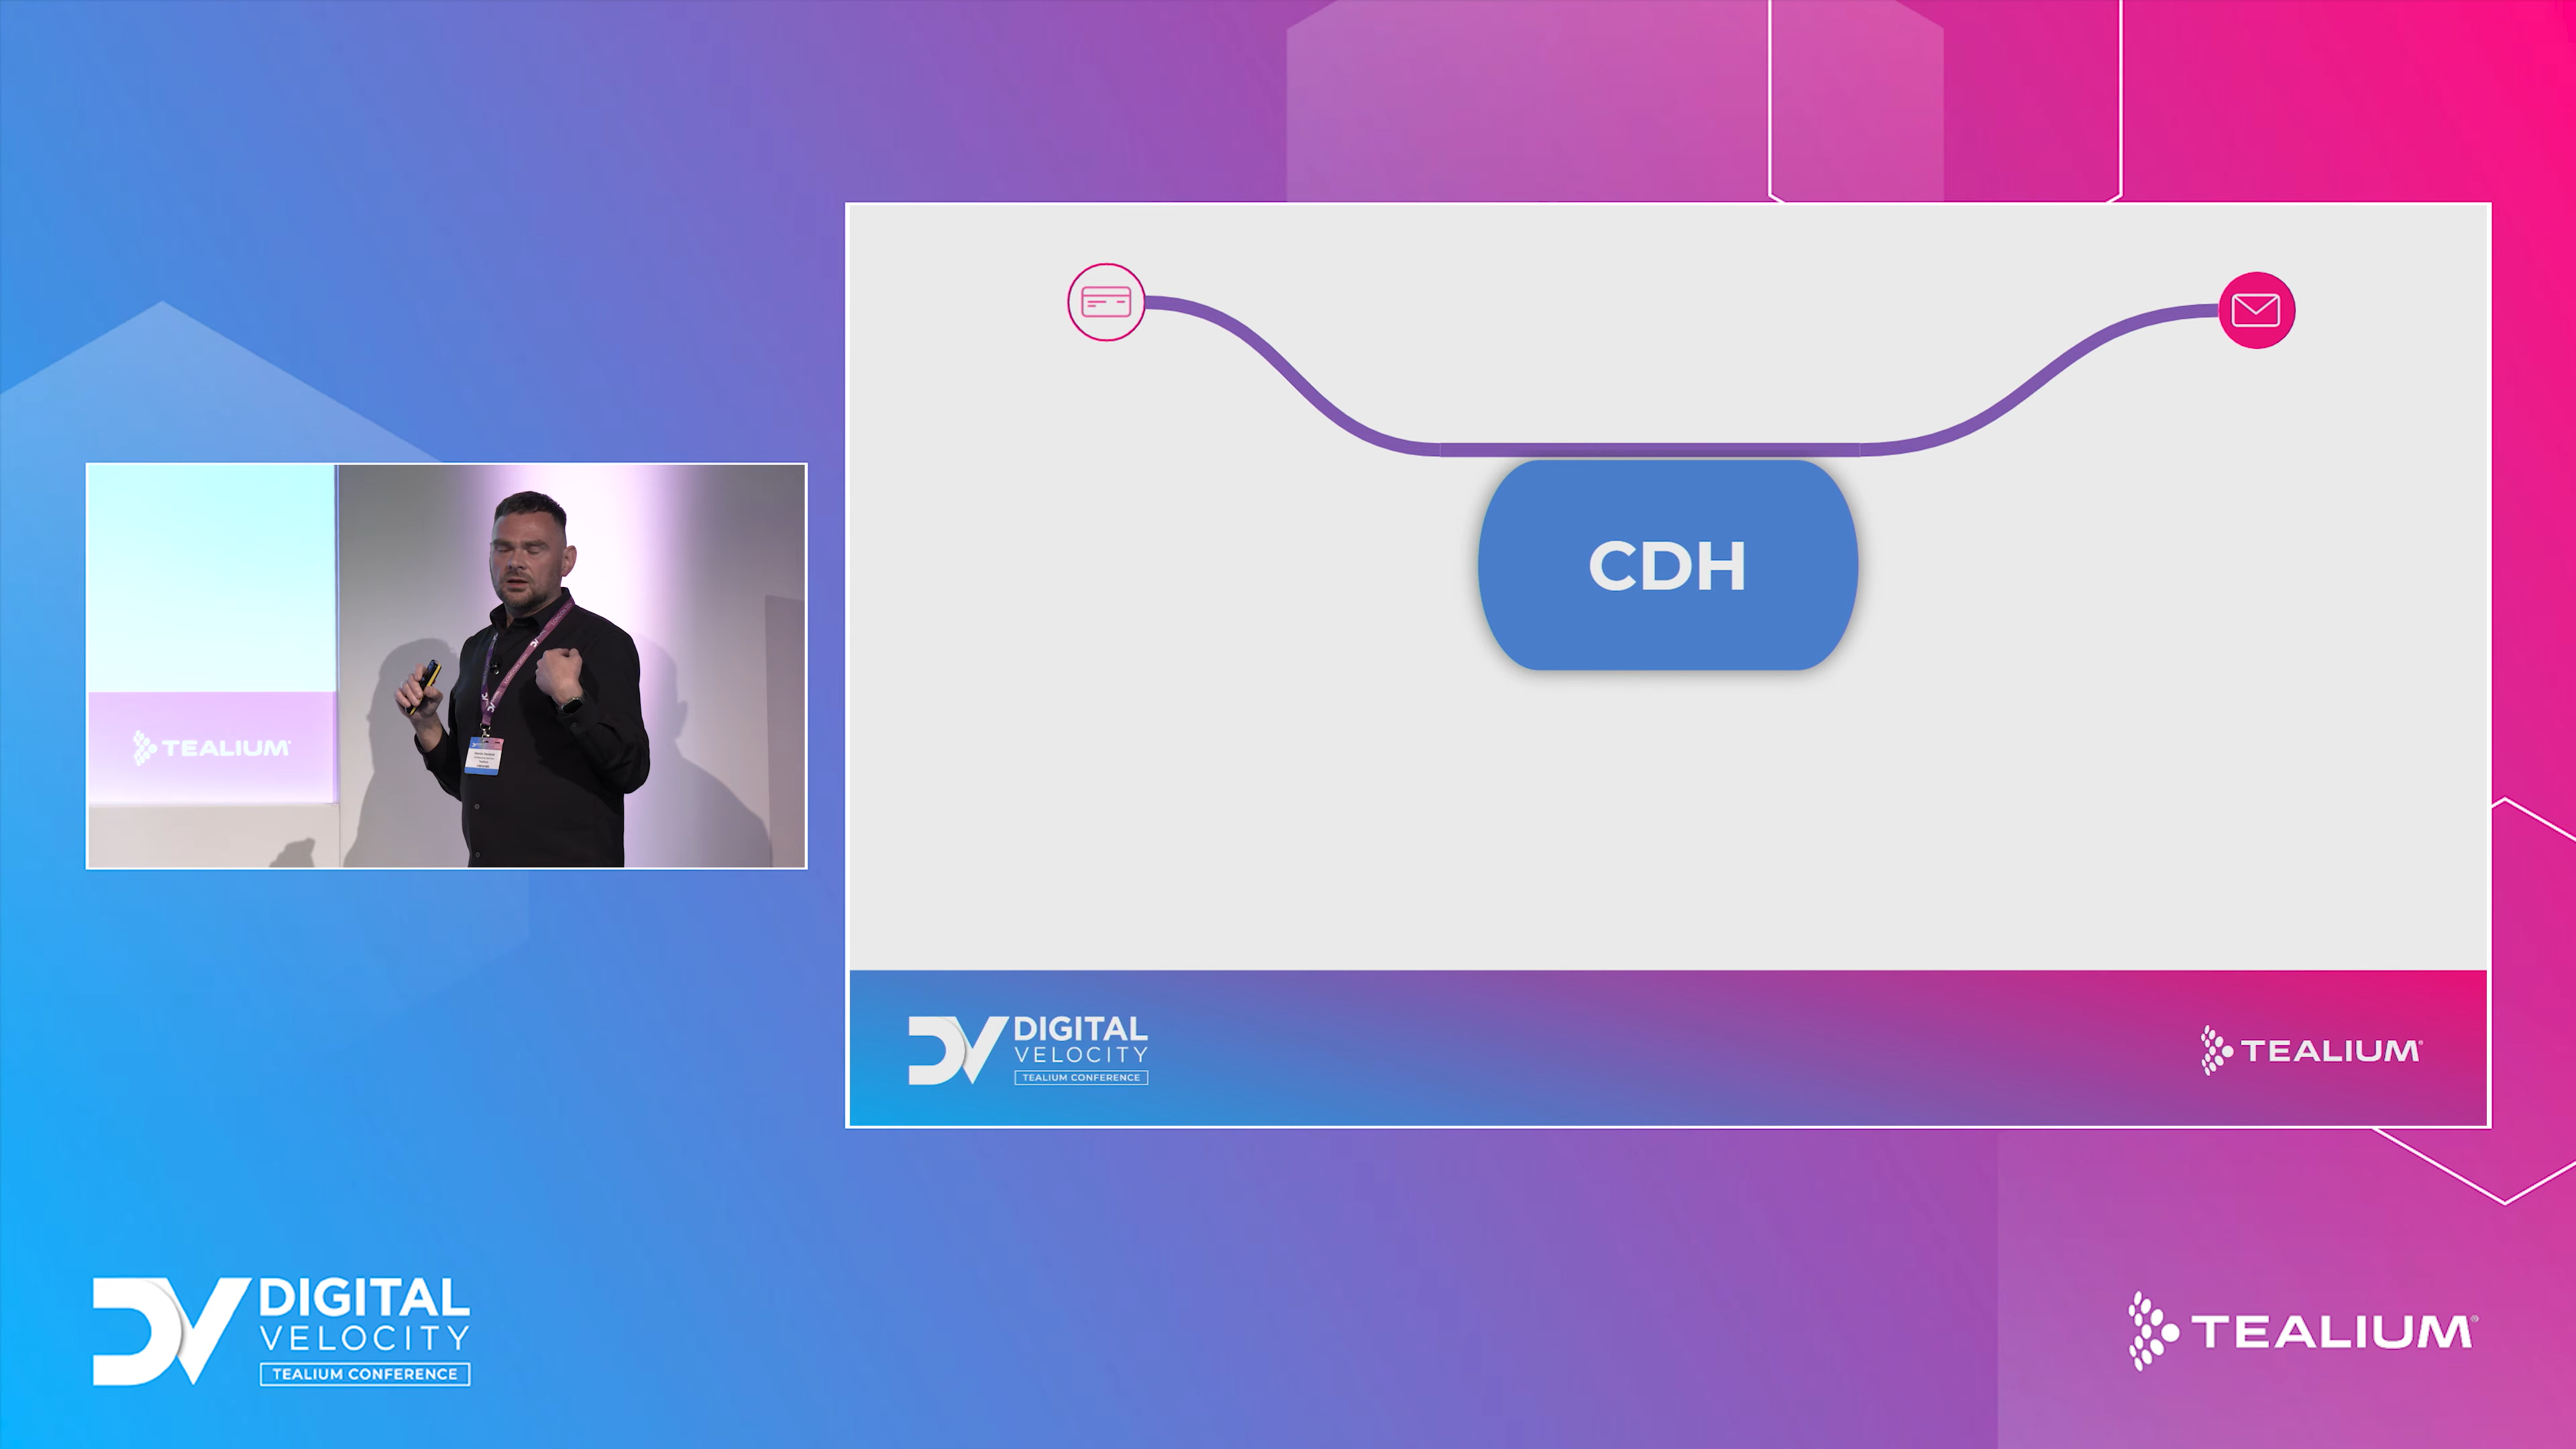 TEALIUM
CDH
DIGITAL
VELOCITY
TEALIUM CONFERENCE
TEALIUM
DIGITAL
VELOCITY
TEALIUM CONFERENCE
TEALIUM